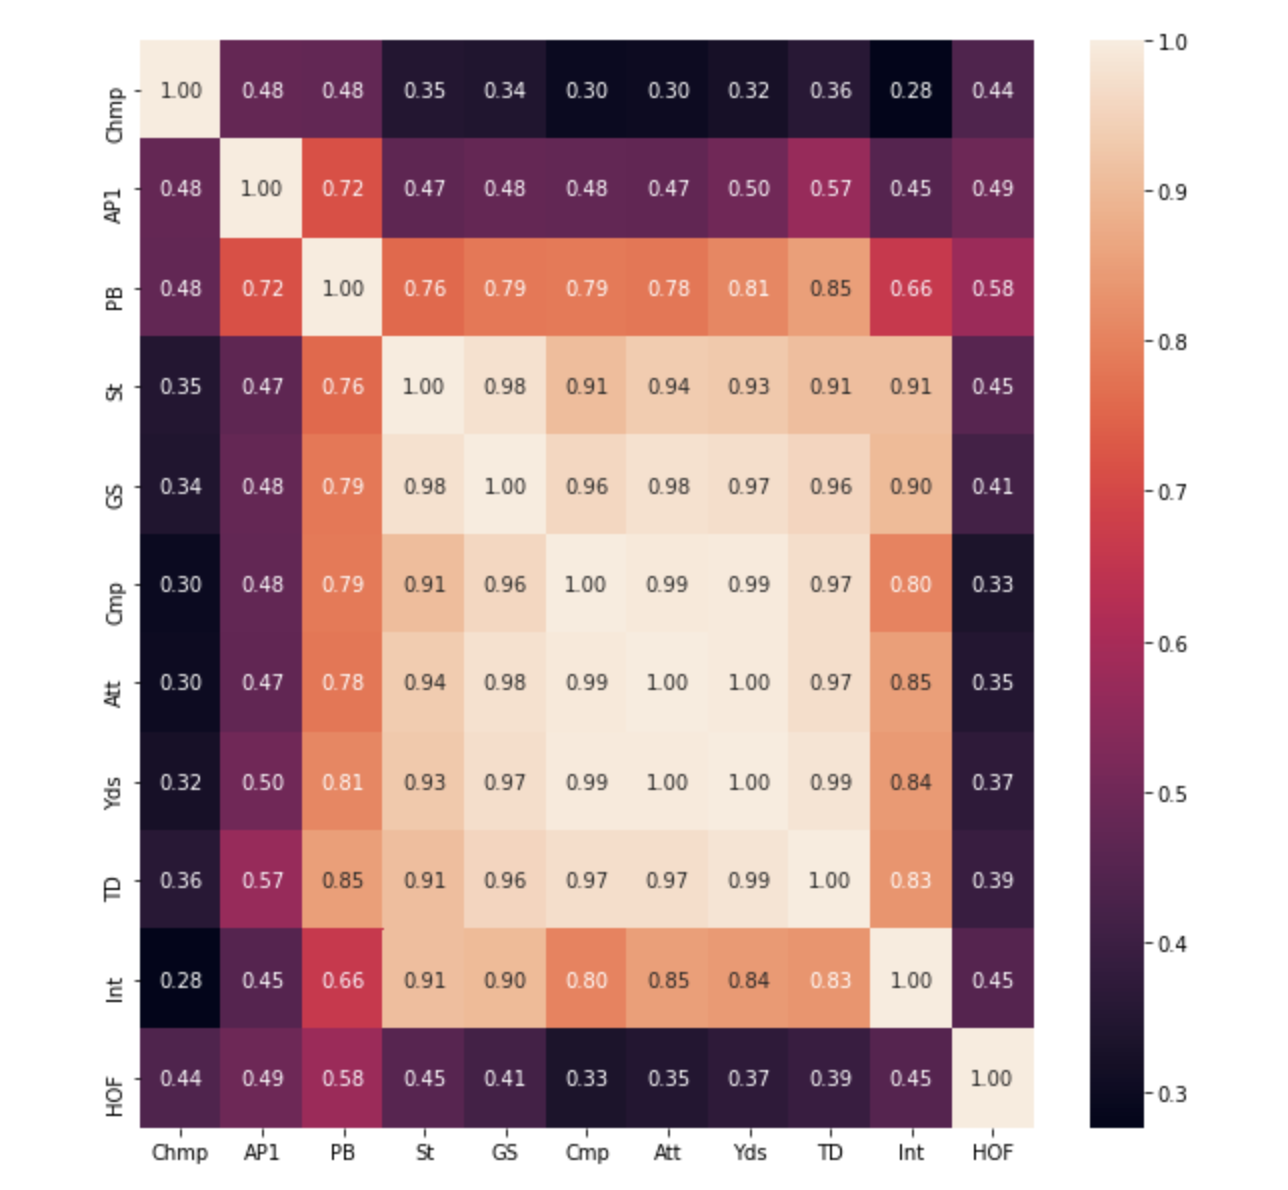 Chmp 1.00 0.48 0.48 0.35 0.34 0.30 0.30 0.32 0.36 0.28 0.44
AP1 0.48 1.00 0.72 0.47 0.48 0.48 0.47 0.50 0.57 0.45 0.49
PB 0.48 0.72 1.00 0.76 0.79 0.79 0.78 0.81 0.85 0.66 0.58
St 0.35 0.47 0.76 1.00 0.98 0.91 0.94 0.93 0.91 0.91 0.45
GS 0.34 0.48 0.79 0.98 1.00 0.96 0.98 0.97 0.96 0.90 0.41
Cmp 0.30 0.48 0.79 0.91 0.96 1.00 0.99 0.99 0.97 0.80 0.33
Att 0.30 0.47 0.78 0.94 0.98 0.99 1.00 1.00 0.97 0.85 0.35
Yds 0.32 0.50 0.81 0.93 0.97 0.99 1.00 1.00 0.99 0.84 0.37
TD 0.36 0.57 0.85 0.91 0.96 0.97 0.97 0.99 1.00 0.83 0.39
Int 0.28 0.45 0.66 0.91 0.90 0.80 0.85 0.84 0.83 1.00 0.45
HOF 0.44 0.49 0.58 0.45 0.41 0.33 0.35 0.37 0.39 0.45 1.00
Chmp AP1 PB St GS Cmp Att Yds TD Int HOF
1.0
0.9
0.8
0.7
0.6
0.5
0.4
0.3